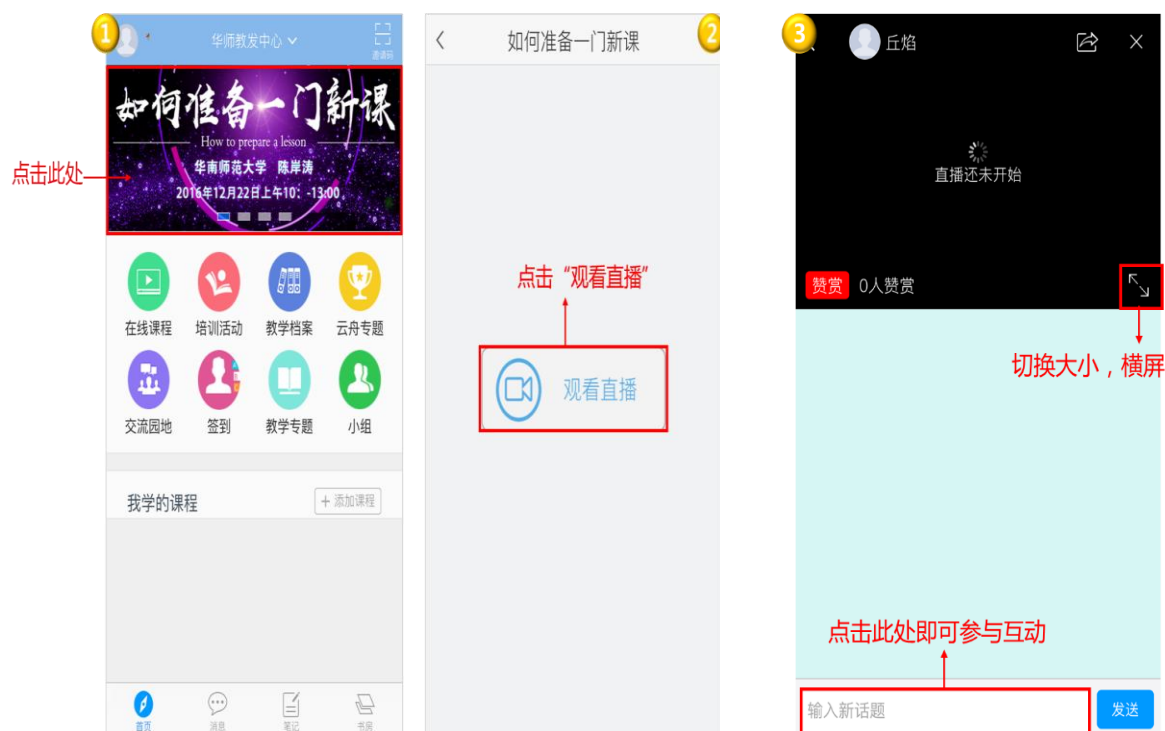 1
华师教发中心
邀请码
如何准备一门新课
How to prepare a lesson
华南师范大学 陈岸涛
2016年12月22日上午10：-13:00
点击此处
在线课程 培训活动 教学档案 云舟专题
交流园地 签到 教学专题 小组
我学的课程
+ 添加课程
首页 消息 笔记 书房
2
如何准备一门新课
点击“观看直播”
观看直播
3
丘焰
直播还未开始
赞赏 0人赞赏
切换大小，横屏
点击此处即可参与互动
输入新话题
发送